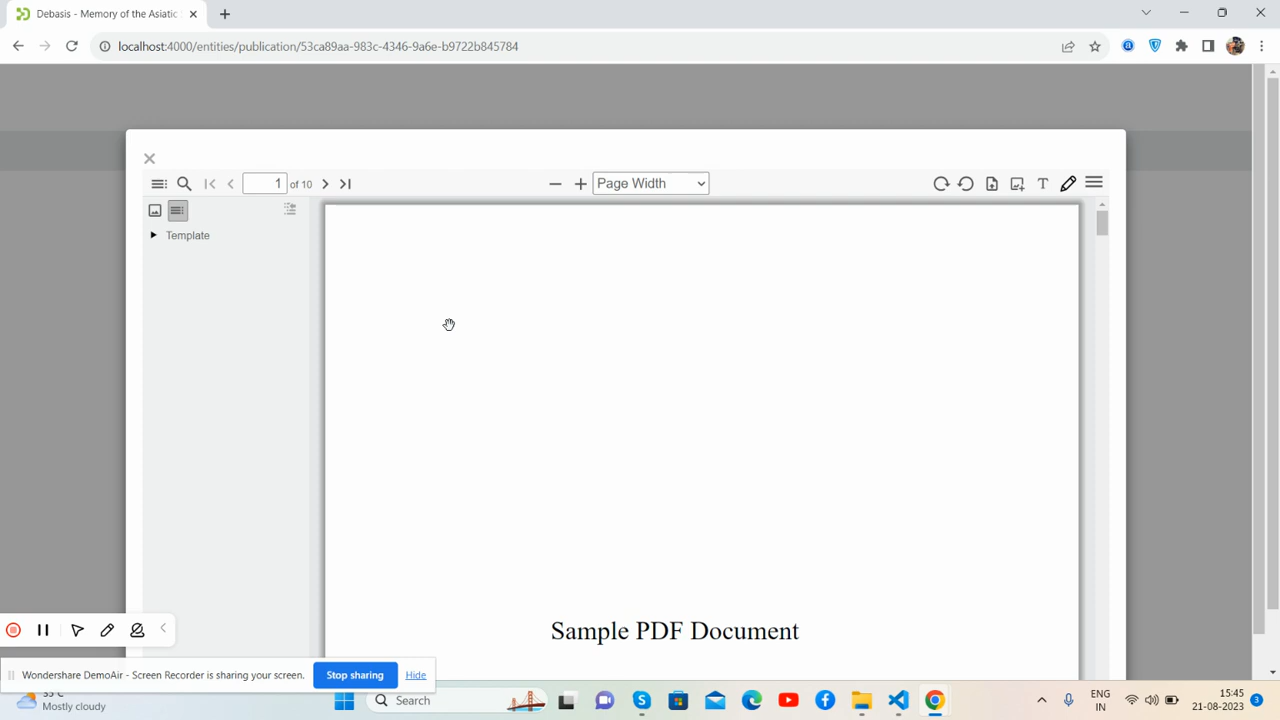 Debasis - Memory of the Asiatic
localhost:4000/entities/publication/53ca89aa-983c-4346-9a6e-b9722b845784
1 of 10
Page Width
T
Template
Sample PDF Document
Wondershare DemoAir - Screen Recorder is sharing your screen.
Stop sharing
Hide
Mostly cloudy
Search
ENG
IN
15:45
21-08-2023
3